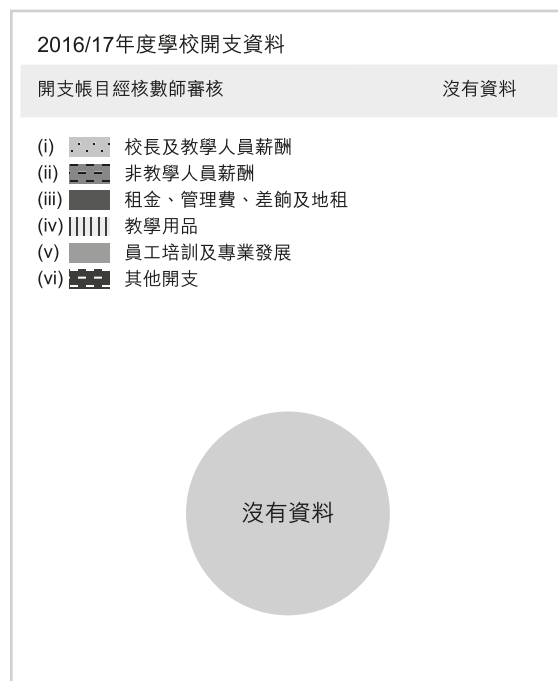 2016/17年度學校開支資料
開支帳目經核數師審核 沒有資料
(i) 校長及教學人員薪酬
(ii) 非教學人員薪酬
(iii) 租金、管理費、差餉及地租
(iv) 教學用品
(v) 員工培訓及專業發展
(vi) 其他開支
沒有資料